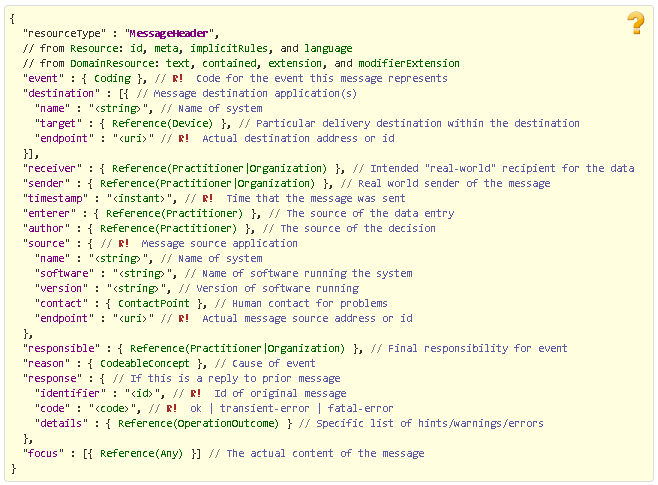 {
  "resourceType" : "MessageHeader",
  // from Resource: id, meta, implicitRules, and language
  // from DomainResource: text, contained, extension, and modifierExtension
  "event" : { Coding }, // R!  Code for the event this message represents
  "destination" : [{ // Message destination application(s)
    "name" : "<string>", // Name of system
    "target" : { Reference(Device) }, // Particular delivery destination within the destination
    "endpoint" : "<uri>" // R!  Actual destination address or id
  }],
  "receiver" : { Reference(Practitioner|Organization) }, // Intended "real-world" recipient for the data
  "sender" : { Reference(Practitioner|Organization) }, // Real world sender of the message
  "timestamp" : "<instant>", // R!  Time that the message was sent
  "enterer" : { Reference(Practitioner) }, // The source of the data entry
  "author" : { Reference(Practitioner) }, // The source of the decision
  "source" : { // R!  Message source application
    "name" : "<string>", // Name of system
    "software" : "<string>", // Name of software running the system
    "version" : "<string>", // Version of software running
    "contact" : { ContactPoint }, // Human contact for problems
    "endpoint" : "<uri>" // R!  Actual message source address or id
  },
  "responsible" : { Reference(Practitioner|Organization) }, // Final responsibility for event
  "reason" : { CodeableConcept }, // Cause of event
  "response" : { // If this is a reply to prior message
    "identifier" : "<id>", // R!  Id of original message
    "code" : "<code>", // R!  ok | transient-error | fatal-error
    "details" : { Reference(OperationOutcome) } // Specific list of hints/warnings/errors
  },
  "focus" : [{ Reference(Any) }] // The actual content of the message
}